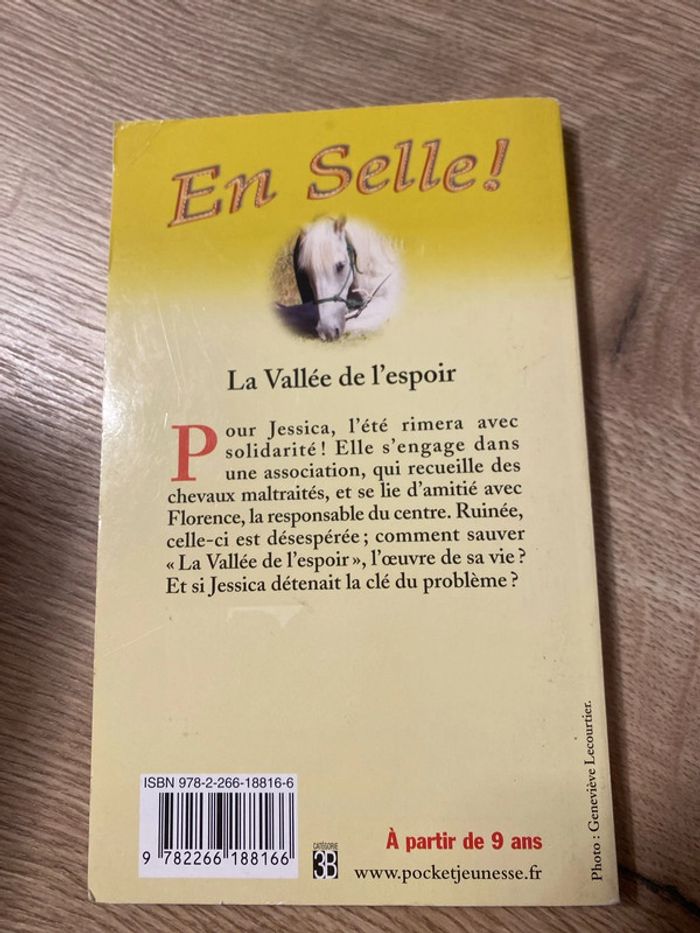 En Selle!
La Vallée de l'espoir
Pour Jessica, l'été rimera avec
solidarité ! Elle s'engage dans
une association, qui recueille des
chevaux maltraités, et se lie d'amitié avec
Florence, la responsable du centre. Ruinée,
celle-ci est désespérée ; comment sauver
« La Vallée de l'espoir », l'œuvre de sa vie ?
Et si Jessica détenait la clé du problème ?
Photo : Geneviève Lecourtier.
ISBN 978-2-266-18816-6
9 782266 188166
CATÉGORIE
3B
À partir de 9 ans
www.pocketjeunesse.fr